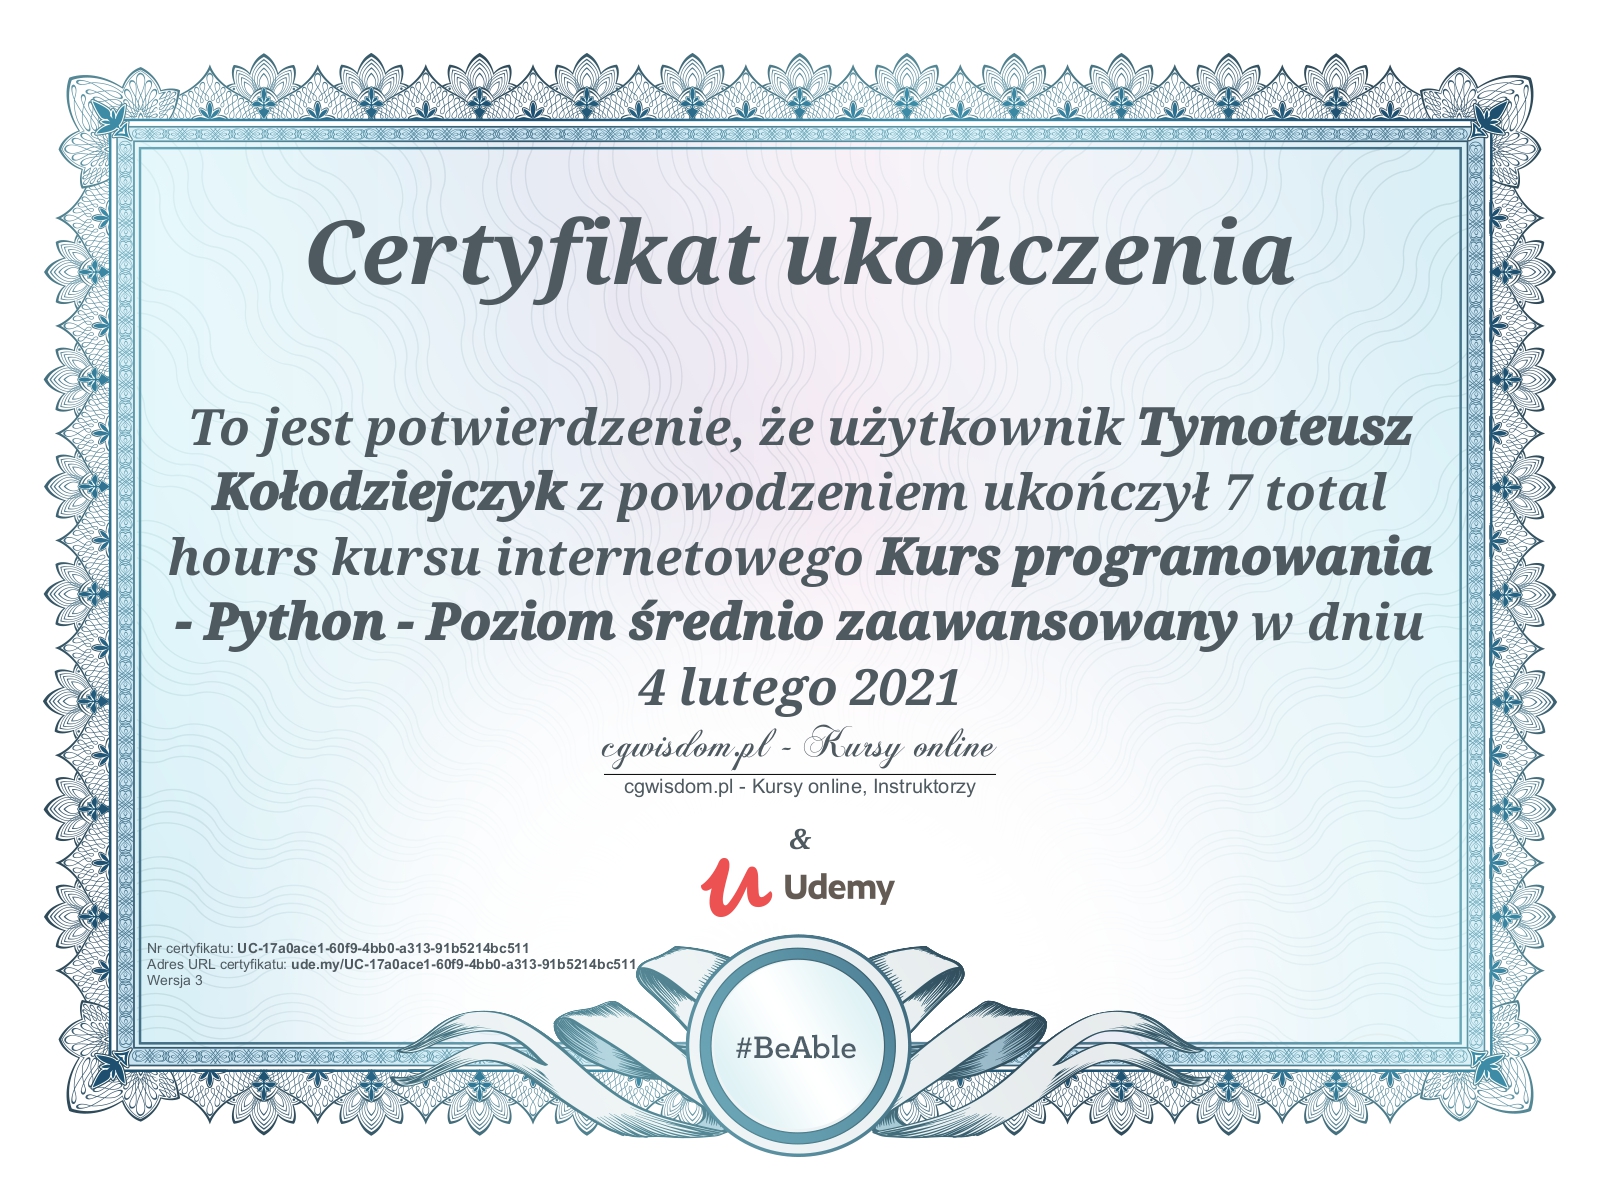 Certyfikat ukończenia
To jest potwierdzenie, że użytkownik Tymoteusz
Kołodziejczyk z powodzeniem ukończył 7 total
hours kursu internetowego Kurs programowania
- Python - Poziom średnio zaawansowany w dniu
4 lutego 2021
cgwisdom.pl - Kursy online
cgwisdom.pl - Kursy online, Instruktorzy
&
Udemy
Nr certyfikatu: UC-17a0ace1-60f9-4bb0-a313-91b5214bc511
Adres URL certyfikatu: ude.my/UC-17a0ace1-60f9-4bb0-a313-91b5214bc511
Wersja 3
#BeAble